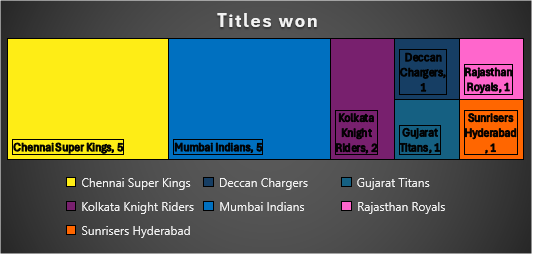 Titles won
Chennai Super Kings, 5
Mumbai Indians, 5
Kolkata
Knight
Riders, 2
Deccan
Chargers,
1
Gujarat
Titans, 1
Rajasthan
Royals, 1
Sunrisers
Hyderabad
, 1
Chennai Super Kings
Deccan Chargers
Gujarat Titans
Kolkata Knight Riders
Mumbai Indians
Rajasthan Royals
Sunrisers Hyderabad